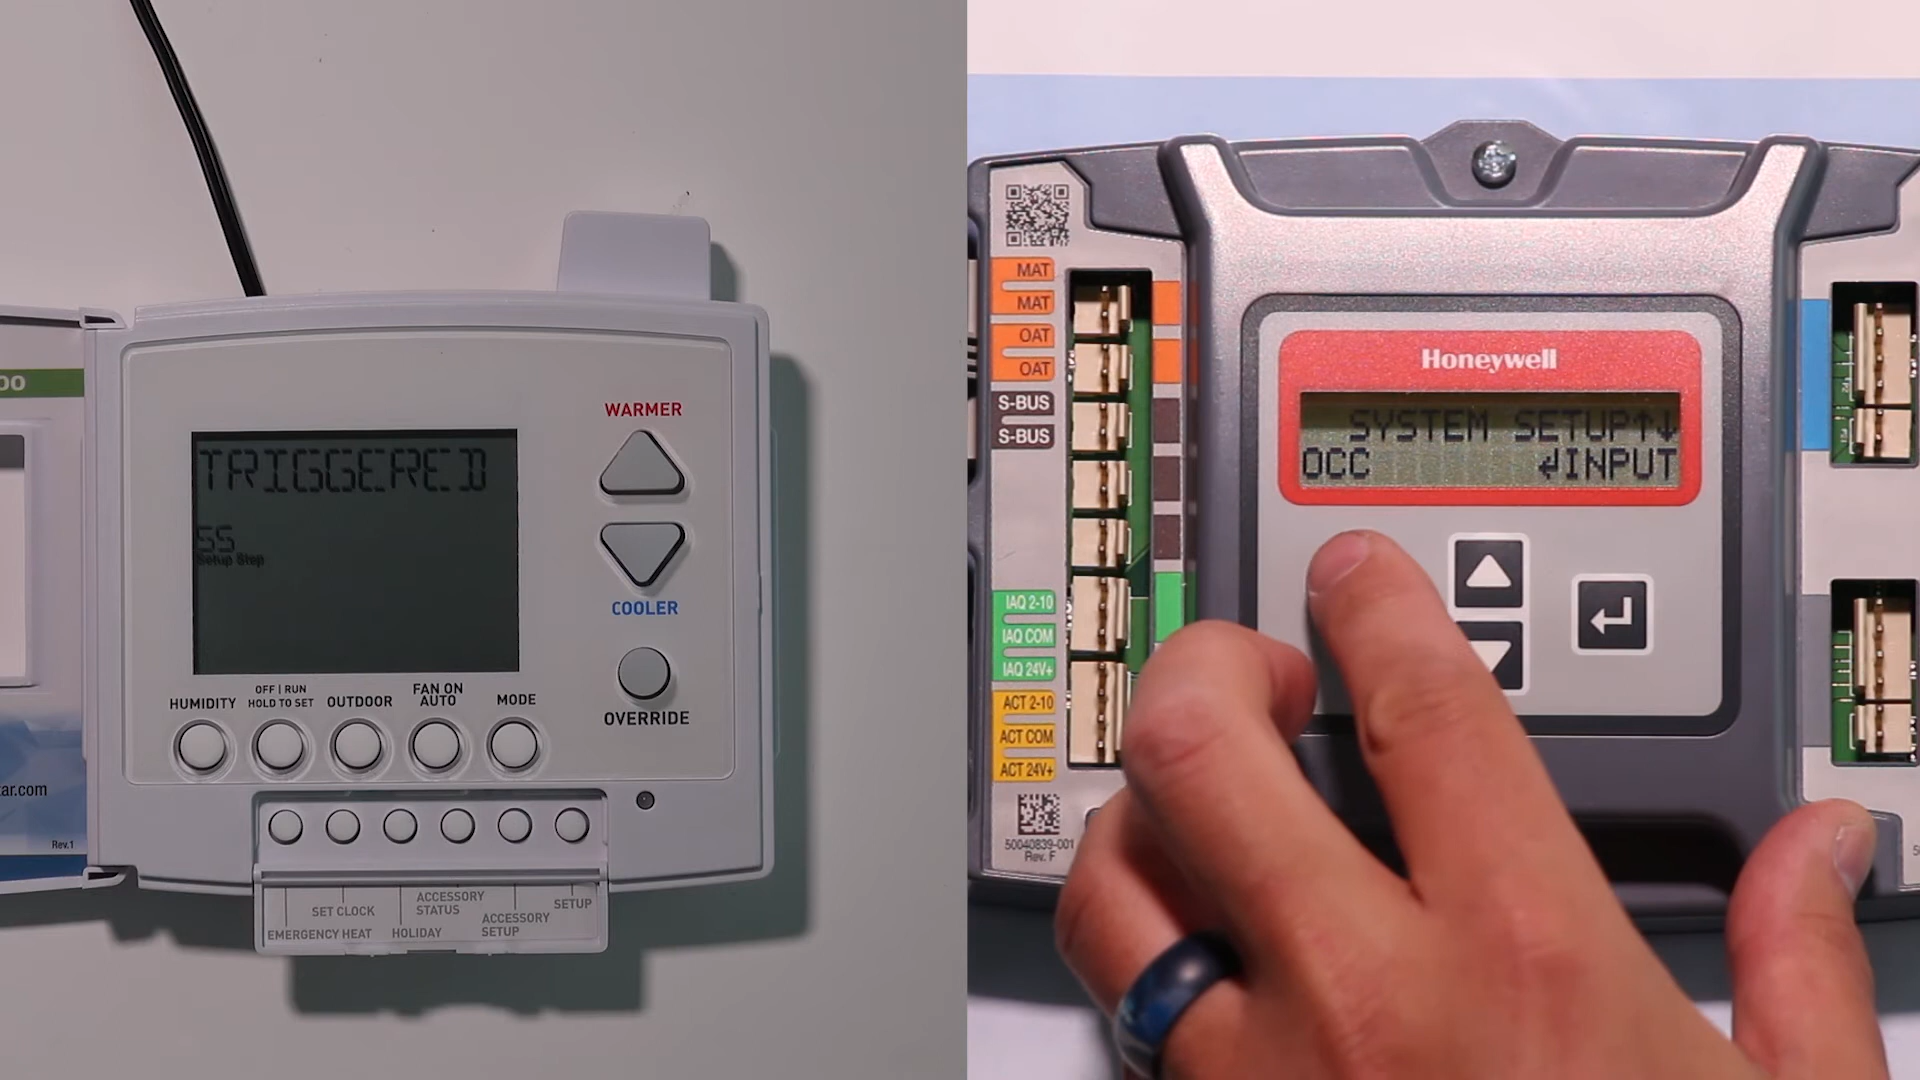 OO
tar.com
Rev.1
TRIGGERED
55
Setup Step
WARMER
COOLER
OVERRIDE
HUMIDITY
OFF | RUN
HOLD TO SET
OUTDOOR
FAN ON
AUTO
MODE
EMERGENCY HEAT
SET CLOCK
HOLIDAY
ACCESSORY
STATUS
ACCESSORY
SETUP
SETUP
MAT
MAT
OAT
OAT
S-BUS
S-BUS
IAQ 2-10
IAQ COM
IAQ 24V+
ACT 2-10
ACT COM
ACT 24V+
50040839-001
Rev. F
Honeywell
SYSTEM SETUP↑↓
OCC ↲INPUT